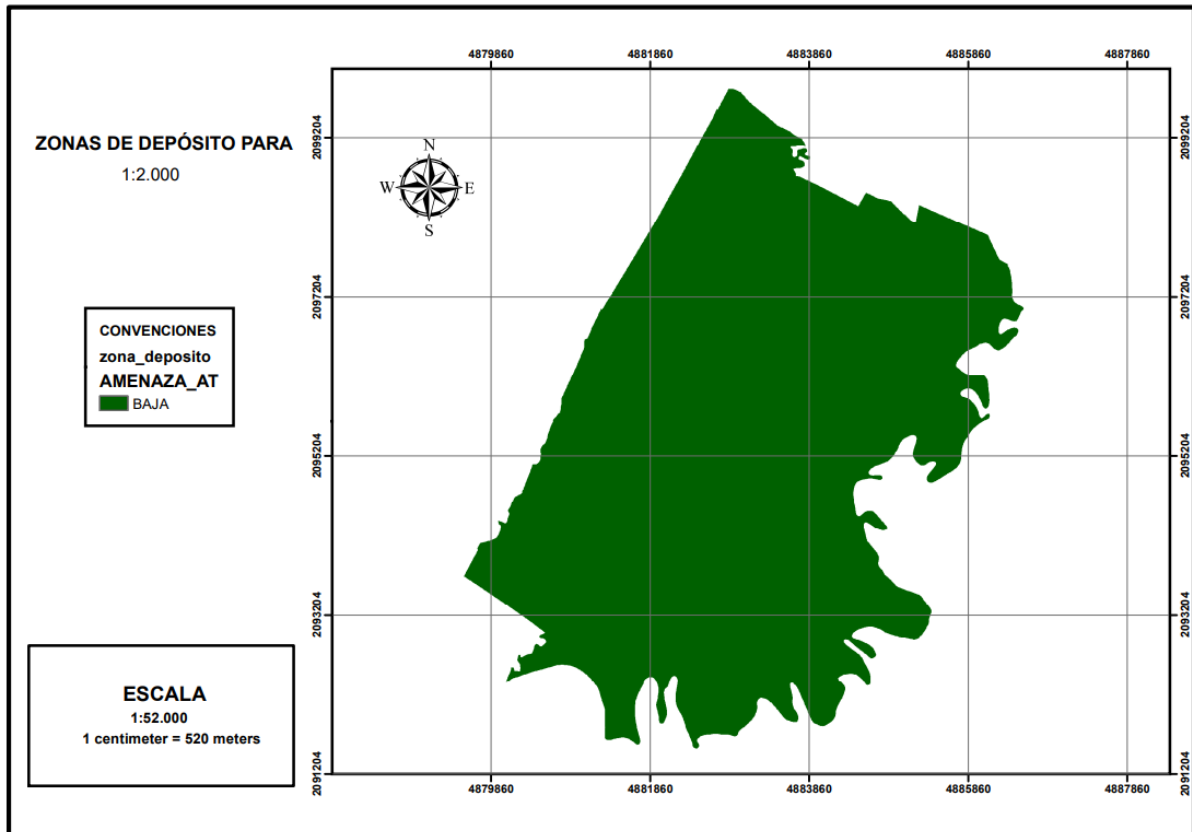 ZONAS DE DEPÓSITO PARA
1:2.000
N
W E
S
CONVENCIONES
zona_deposito
AMENAZA_AT
BAJA
ESCALA
1:52.000
1 centimeter = 520 meters
4879860 4881860 4883860 4885860 4887860
2099204 2099204
2097204 2097204
2095204 2095204
2093204 2093204
2091204 2091204
4879860 4881860 4883860 4885860 4887860